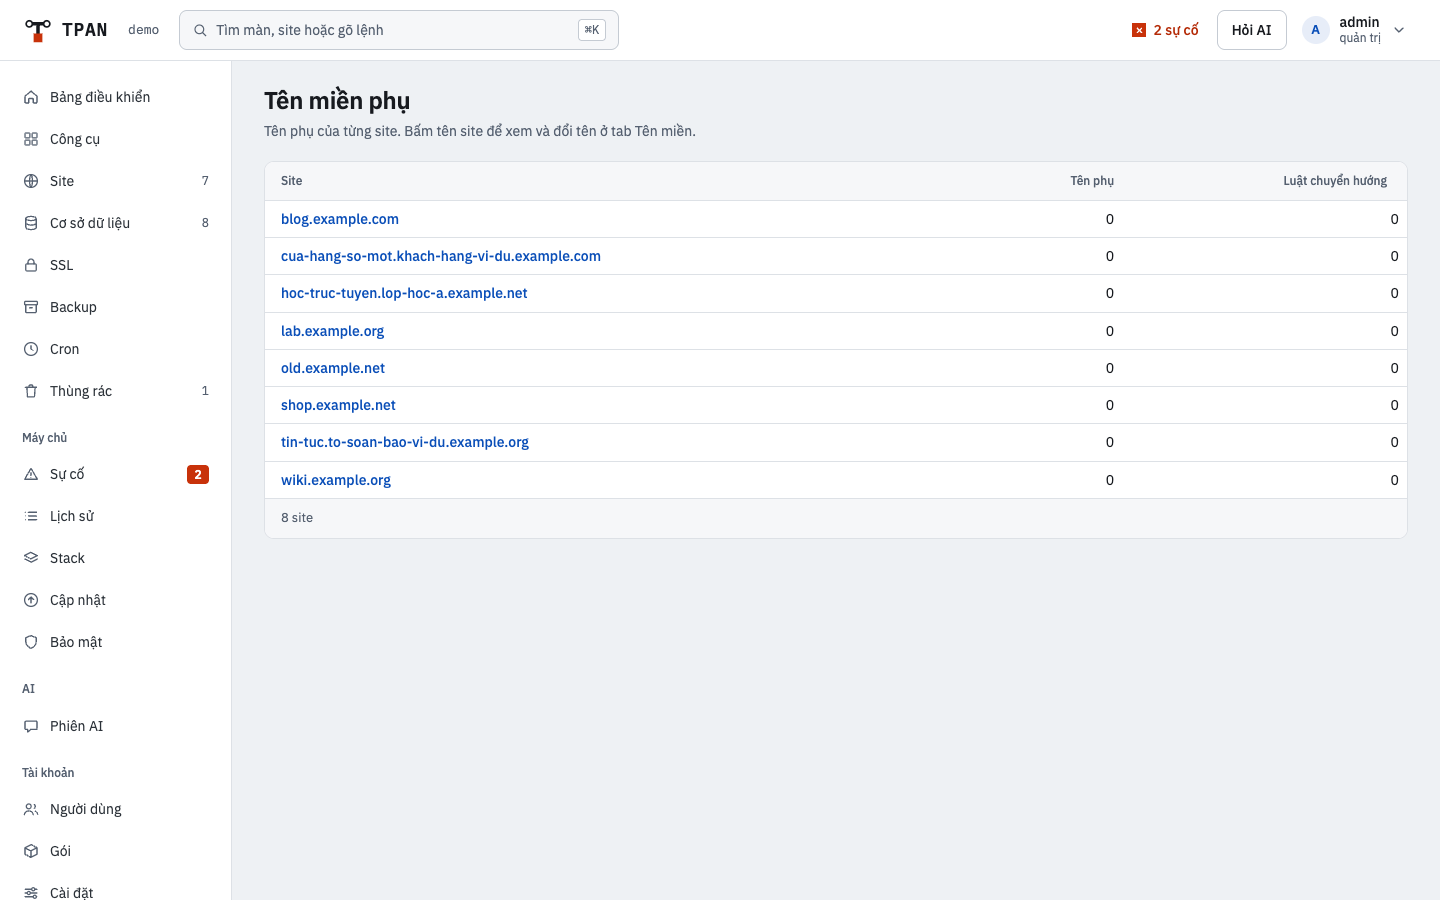 TPAN
demo
Tìm màn, site hoặc gõ lệnh
⌘K
2 sự cố
Hỏi AI
A
admin
quản trị
Bảng điều khiển
Công cụ
Site 7
Cơ sở dữ liệu 8
SSL
Backup
Cron
Thùng rác 1
Máy chủ
Sự cố 2
Lịch sử
Stack
Cập nhật
Bảo mật
AI
Phiên AI
Tài khoản
Người dùng
Gói
Cài đặt
Tên miền phụ
Tên phụ của từng site. Bấm tên site để xem và đổi tên ở tab Tên miền.
Site Tên phụ Luật chuyển hướng
blog.example.com 0 0
cua-hang-so-mot.khach-hang-vi-du.example.com 0 0
hoc-truc-tuyen.lop-hoc-a.example.net 0 0
lab.example.org 0 0
old.example.net 0 0
shop.example.net 0 0
tin-tuc.to-soan-bao-vi-du.example.org 0 0
wiki.example.org 0 0
8 site